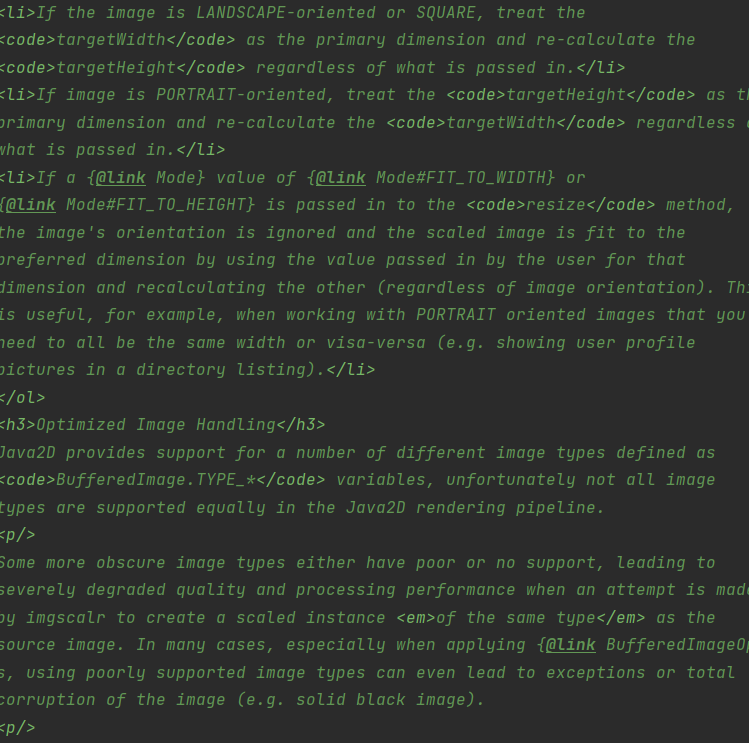 <li>If the image is LANDSCAPE-oriented or SQUARE, treat the
<code>targetWidth</code> as the primary dimension and re-calculate the
<code>targetHeight</code> regardless of what is passed in.</li>
<li>If image is PORTRAIT-oriented, treat the <code>targetHeight</code> as th
primary dimension and re-calculate the <code>targetWidth</code> regardless o
what is passed in.</li>
<li>If a {@link Mode} value of {@link Mode#FIT_TO_WIDTH} or
{@link Mode#FIT_TO_HEIGHT} is passed in to the <code>resize</code> method,
the image's orientation is ignored and the scaled image is fit to the
preferred dimension by using the value passed in by the user for that
dimension and recalculating the other (regardless of image orientation). Thi
is useful, for example, when working with PORTRAIT oriented images that you
need to all be the same width or visa-versa (e.g. showing user profile
pictures in a directory listing).</li>
</ol>
<h3>Optimized Image Handling</h3>
Java2D provides support for a number of different image types defined as
<code>BufferedImage.TYPE_*</code> variables, unfortunately not all image
types are supported equally in the Java2D rendering pipeline.
<p/>
Some more obscure image types either have poor or no support, leading to
severely degraded quality and processing performance when an attempt is made
by imgscalr to create a scaled instance <em>of the same type</em> as the
source image. In many cases, especially when applying {@link BufferedImageOp
s, using poorly supported image types can even lead to exceptions or total
corruption of the image (e.g. solid black image).
<p/>